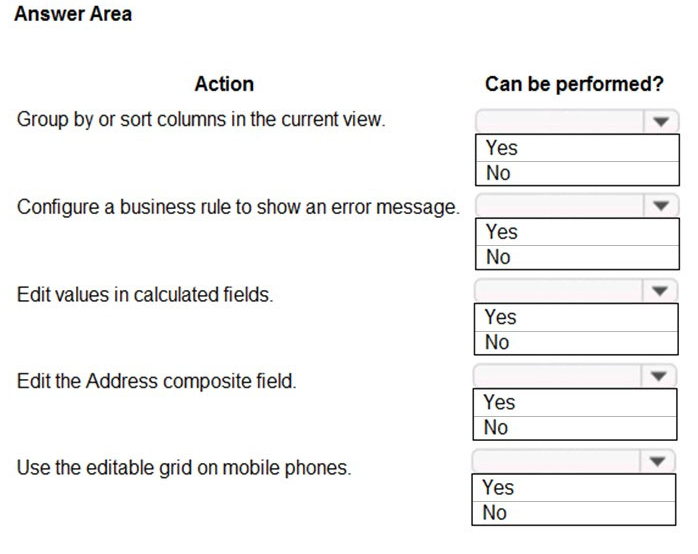 Answer Area
Action Can be performed?
Group by or sort columns in the current view.
Yes
No
Configure a business rule to show an error message.
Yes
No
Edit values in calculated fields.
Yes
No
Edit the Address composite field.
Yes
No
Use the editable grid on mobile phones.
Yes
No